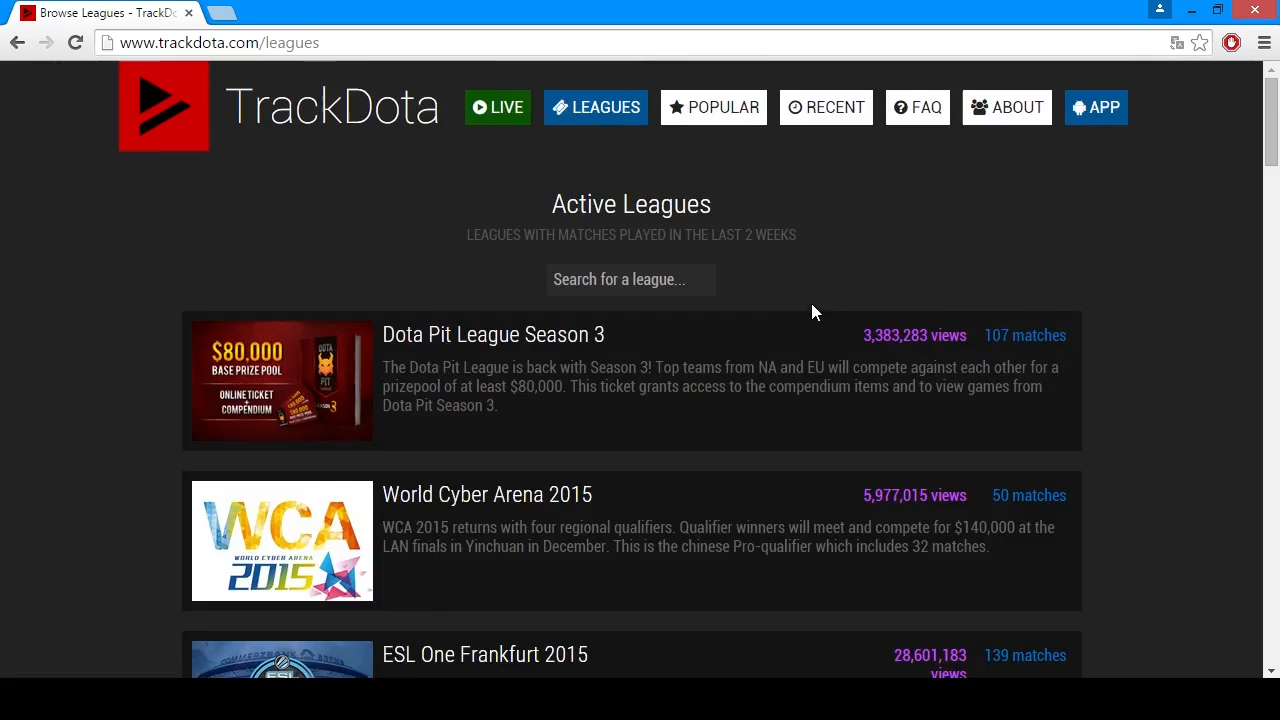 Browse Leagues - TrackDo
www.trackdota.com/leagues
TrackDota
LIVE
LEAGUES
POPULAR
RECENT
FAQ
ABOUT
APP
Active Leagues
LEAGUES WITH MATCHES PLAYED IN THE LAST 2 WEEKS
Search for a league...
$80,000
BASE PRIZE POOL
ONLINE TICKET
+
COMPENDIUM
DOTA
PIT
3
Dota Pit League Season 3
3,383,283 views
107 matches
The Dota Pit League is back with Season 3! Top teams from NA and EU will compete against each other for a
prizepool of at least $80,000. This ticket grants access to the compendium items and to view games from
Dota Pit Season 3.
WCA
WORLD CYBER ARENA
2015
World Cyber Arena 2015
5,977,015 views
50 matches
WCA 2015 returns with four regional qualifiers. Qualifier winners will meet and compete for $140,000 at the
LAN finals in Yinchuan in December. This is the chinese Pro-qualifier which includes 32 matches.
COMMERZBANK ARENA
ESL
ESL One Frankfurt 2015
28,601,183
views
139 matches